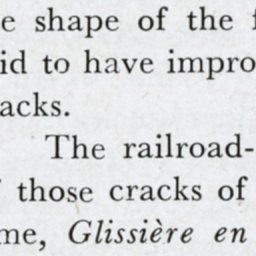 e shape of the f
id to have impro
acks.
The railroad-
those cracks of
me, Glissière en